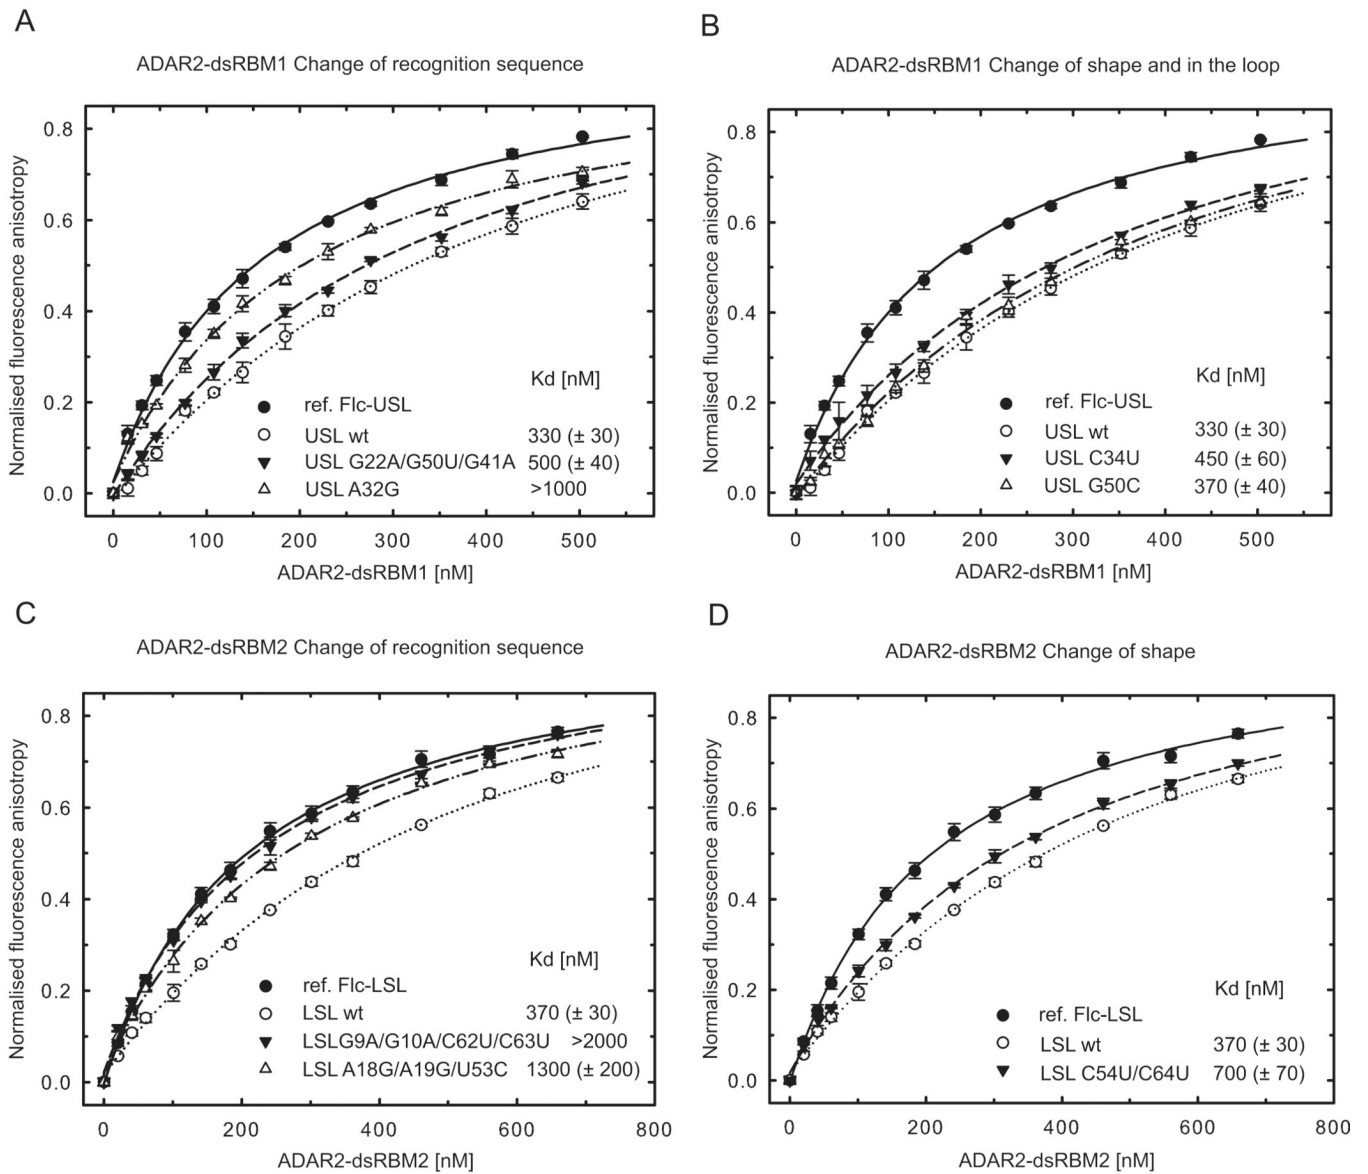 A
ADAR2-dsRBM1 Change of recognition sequence
Normalised fluorescence anisotropy
0.8
0.6
0.4
0.2
0.0
Kd [nM]
ref. Flc-USL
USL wt 330 (± 30)
USL G22A/G50U/G41A 500 (± 40)
USL A32G >1000
0 100 200 300 400 500
ADAR2-dsRBM1 [nM]
B
ADAR2-dsRBM1 Change of shape and in the loop
Normalised fluorescence anisotropy
0.8
0.6
0.4
0.2
0.0
Kd [nM]
ref. Flc-USL
USL wt 330 (± 30)
USL C34U 450 (± 60)
USL G50C 370 (± 40)
0 100 200 300 400 500
ADAR2-dsRBM1 [nM]
C
ADAR2-dsRBM2 Change of recognition sequence
Normalised fluorescence anisotropy
0.8
0.6
0.4
0.2
0.0
Kd [nM]
ref. Flc-LSL
LSL wt 370 (± 30)
LSLG9A/G10A/C62U/C63U >2000
LSL A18G/A19G/U53C 1300 (± 200)
0 200 400 600 800
ADAR2-dsRBM2 [nM]
D
ADAR2-dsRBM2 Change of shape
Normalised fluorescence anisotropy
0.8
0.6
0.4
0.2
0.0
Kd [nM]
ref. Flc-LSL
LSL wt 370 (± 30)
LSL C54U/C64U 700 (± 70)
0 200 400 600 800
ADAR2-dsRBM2 [nM]